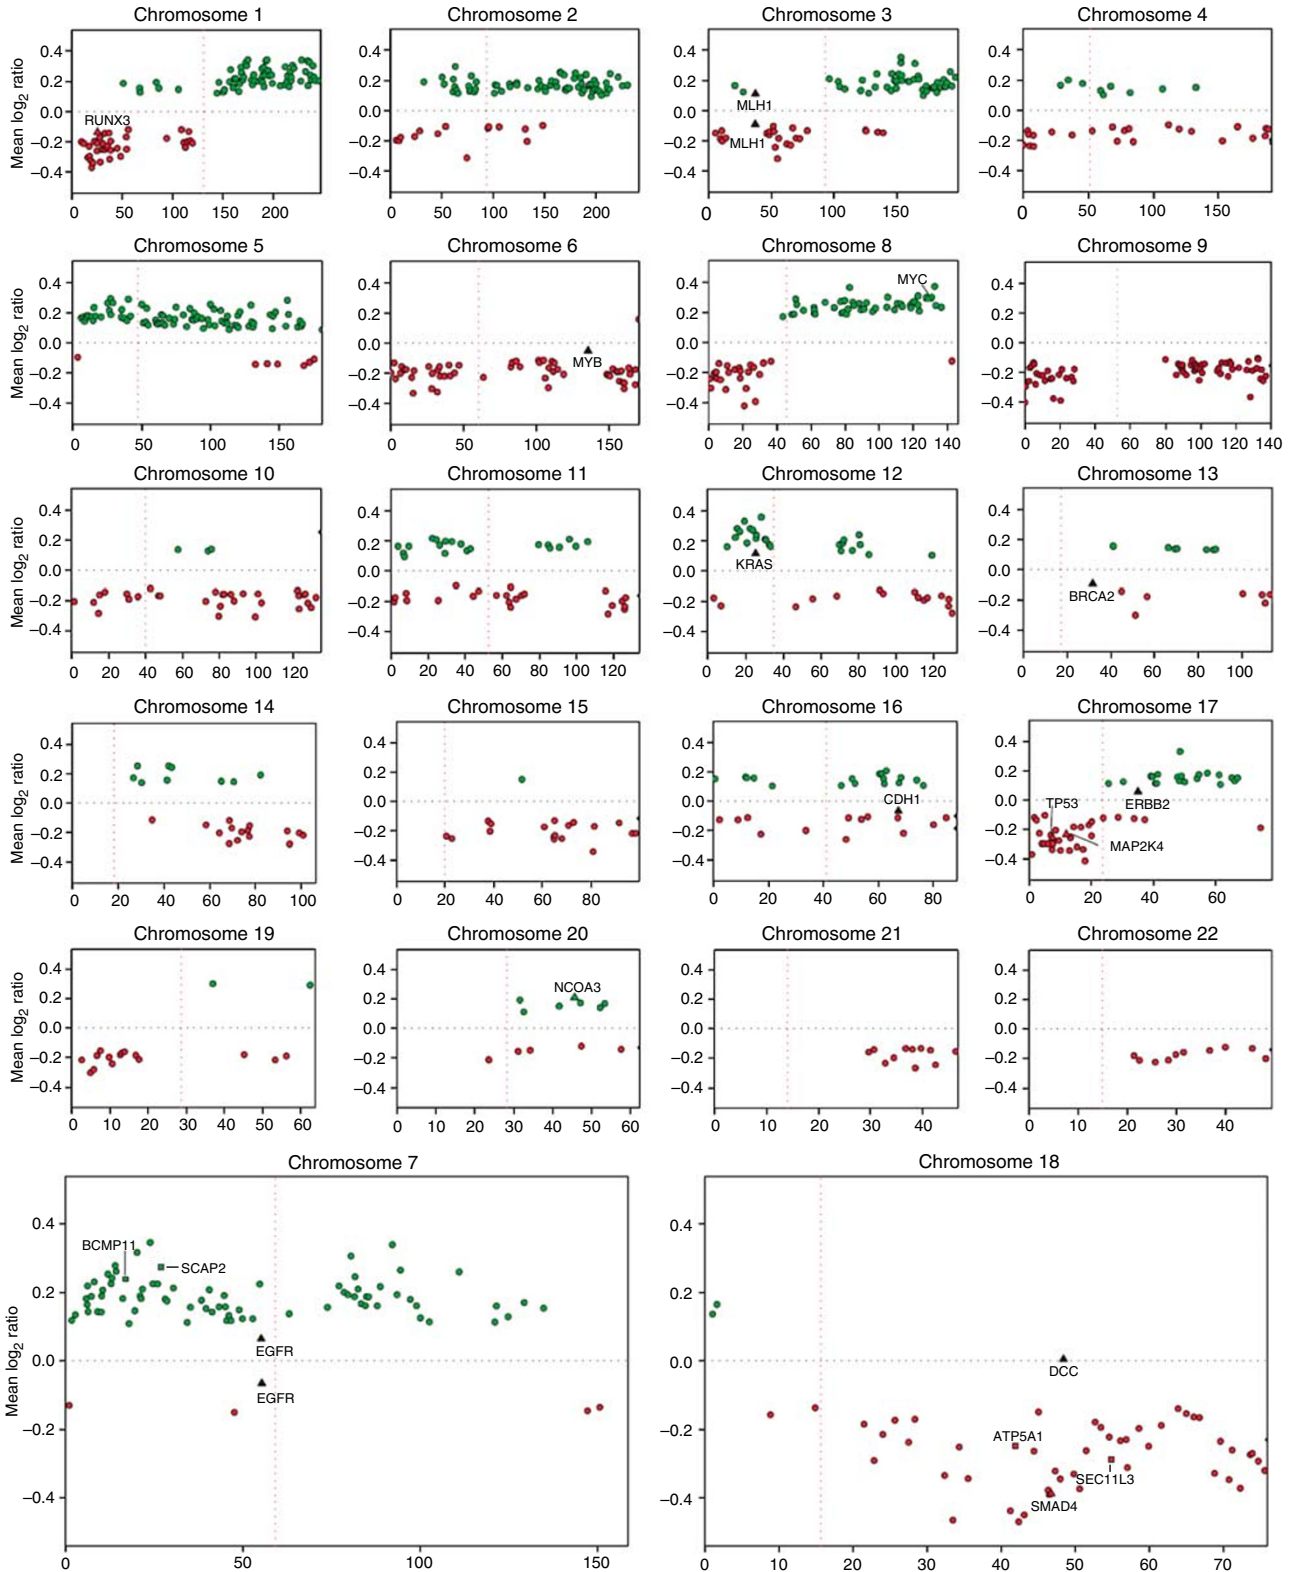 Chromosome 1
Chromosome 2
Chromosome 3
Chromosome 4
Mean log2 ratio
0.4
0.2
0.0
–0.2
–0.4
RUNX3
0 50 100 150 200
0.4
0.2
0.0
–0.2
–0.4
0 50 100 150 200
0.4
0.2
0.0
–0.2
–0.4
MLH1
MLH1
0 50 100 150
0.4
0.2
0.0
–0.2
–0.4
0 50 100 150
Chromosome 5
Chromosome 6
Chromosome 8
Chromosome 9
Mean log2 ratio
0.4
0.2
0.0
–0.2
–0.4
0 50 100 150
0.4
0.2
0.0
–0.2
–0.4
MYB
0 50 100 150
0.4
0.2
0.0
–0.2
–0.4
MYC
0 20 40 60 80 100 120 140
0.4
0.2
0.0
–0.2
–0.4
0 20 40 60 80 100 120 140
Chromosome 10
Chromosome 11
Chromosome 12
Chromosome 13
Mean log2 ratio
0.4
0.2
0.0
–0.2
–0.4
0 20 40 60 80 100 120
0.4
0.2
0.0
–0.2
–0.4
0 20 40 60 80 100 120
0.4
0.2
0.0
–0.2
–0.4
KRAS
0 20 40 60 80 100 120
0.4
0.2
0.0
–0.2
–0.4
BRCA2
0 20 40 60 80 100
Chromosome 14
Chromosome 15
Chromosome 16
Chromosome 17
Mean log2 ratio
0.4
0.2
0.0
–0.2
–0.4
0 20 40 60 80 100
0.4
0.2
0.0
–0.2
–0.4
0 20 40 60 80
0.4
0.2
0.0
–0.2
–0.4
CDH1
0 20 40 60 80
0.4
0.2
0.0
–0.2
–0.4
TP53
ERBB2
MAP2K4
0 20 40 60
Chromosome 19
Chromosome 20
Chromosome 21
Chromosome 22
Mean log2 ratio
0.4
0.2
0.0
–0.2
–0.4
0 10 20 30 40 50 60
0.4
0.2
0.0
–0.2
–0.4
NCOA3
0 10 20 30 40 50 60
0.4
0.2
0.0
–0.2
–0.4
0 10 20 30 40
0.4
0.2
0.0
–0.2
–0.4
0 10 20 30 40
Chromosome 7
Chromosome 18
Mean log2 ratio
0.4
0.2
0.0
–0.2
–0.4
BCMP11
SCAP2
EGFR
EGFR
0 50 100 150
0.4
0.2
0.0
–0.2
–0.4
DCC
ATP5A1
SEC11L3
SMAD4
0 10 20 30 40 50 60 70